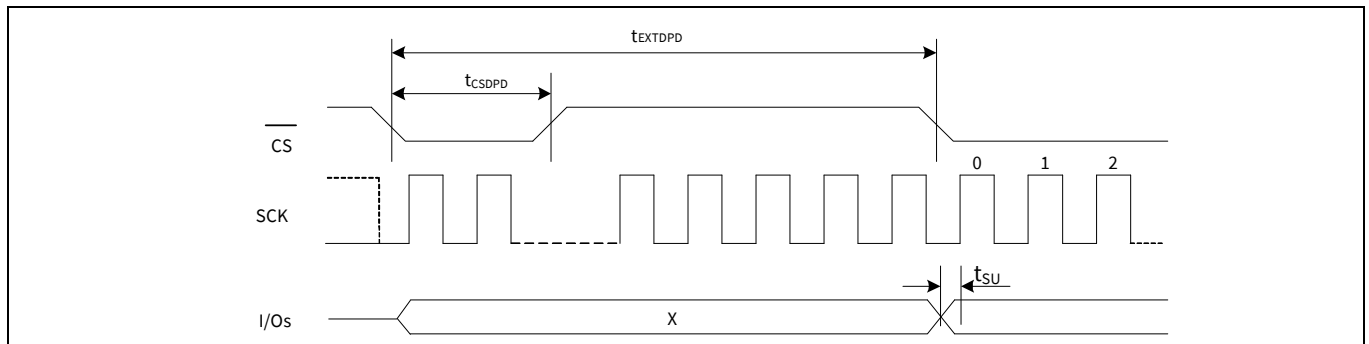 tEXTDPD
tCSDPD
CS
0 1 2
SCK
tSU
I/Os X